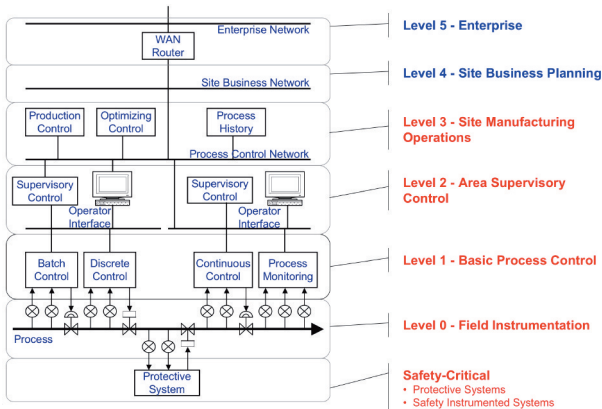 Enterprise Network
WAN
Router
Level 5 - Enterprise
Site Business Network
Level 4 - Site Business Planning
Production
Control
Optimizing
Control
Process
History
Process Control Network
Level 3 - Site Manufacturing
Operations
Supervisory
Control
Operator
Interface
Supervisory
Control
Operator
Interface
Level 2 - Area Supervisory
Control
Batch
Control
Discrete
Control
Continuous
Control
Process
Monitoring
Level 1 - Basic Process Control
Process
Level 0 - Field Instrumentation
Protective
System
Safety-Critical
• Protective Systems
• Safety Instrumented Systems